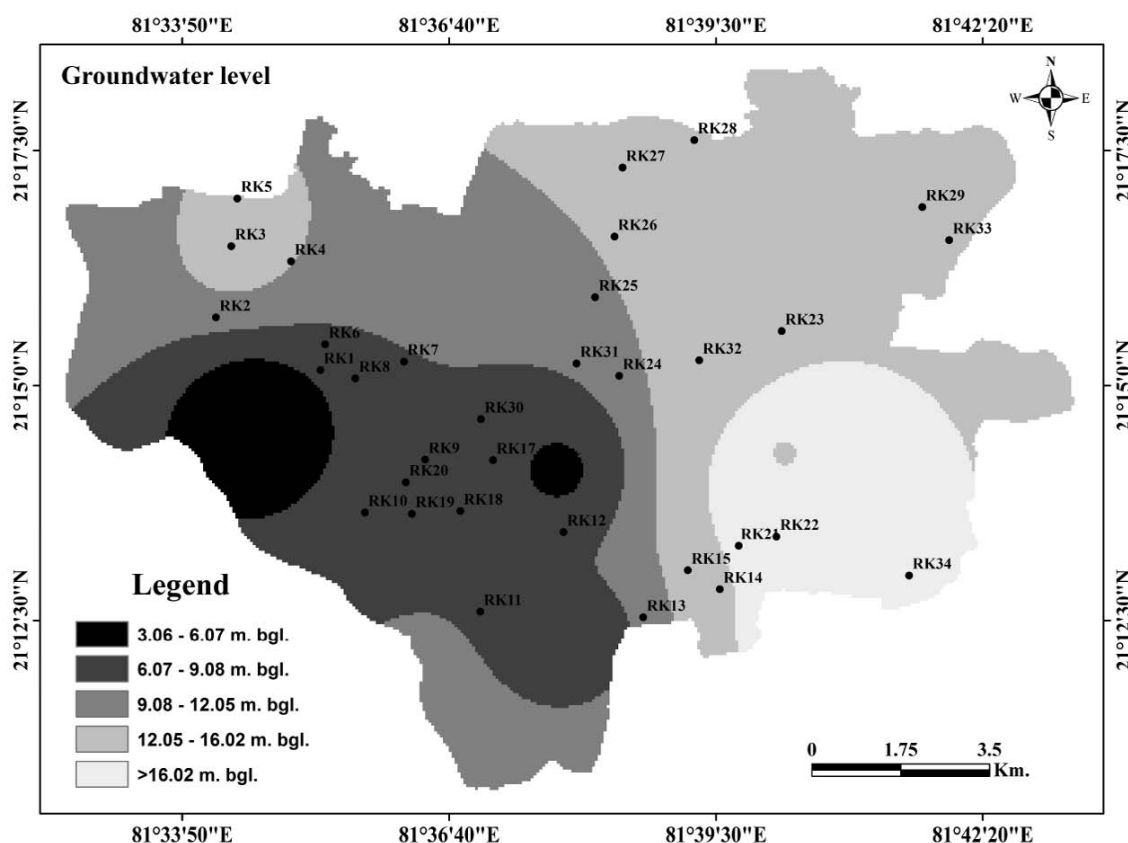 81°33'50"E 81°36'40"E 81°39'30"E 81°42'20"E
Groundwater level
N
W E
S
21°17'30"N 21°17'30"N
RK28
RK27
RK5
RK29
RK26
RK3
RK33
RK4
RK25
RK2
RK23
RK6
RK7 RK31 RK32
RK1 RK8 RK24
21°15'0"N 21°15'0"N
RK30
RK9 RK17
RK20
RK10 RK19 RK18
RK12 RK21 RK22
RK15 RK34
RK14
RK11 RK13
21°12'30"N 21°12'30"N
Legend
3.06 - 6.07 m. bgl.
6.07 - 9.08 m. bgl.
9.08 - 12.05 m. bgl.
12.05 - 16.02 m. bgl.
>16.02 m. bgl.
0 1.75 3.5
Km.
81°33'50"E 81°36'40"E 81°39'30"E 81°42'20"E